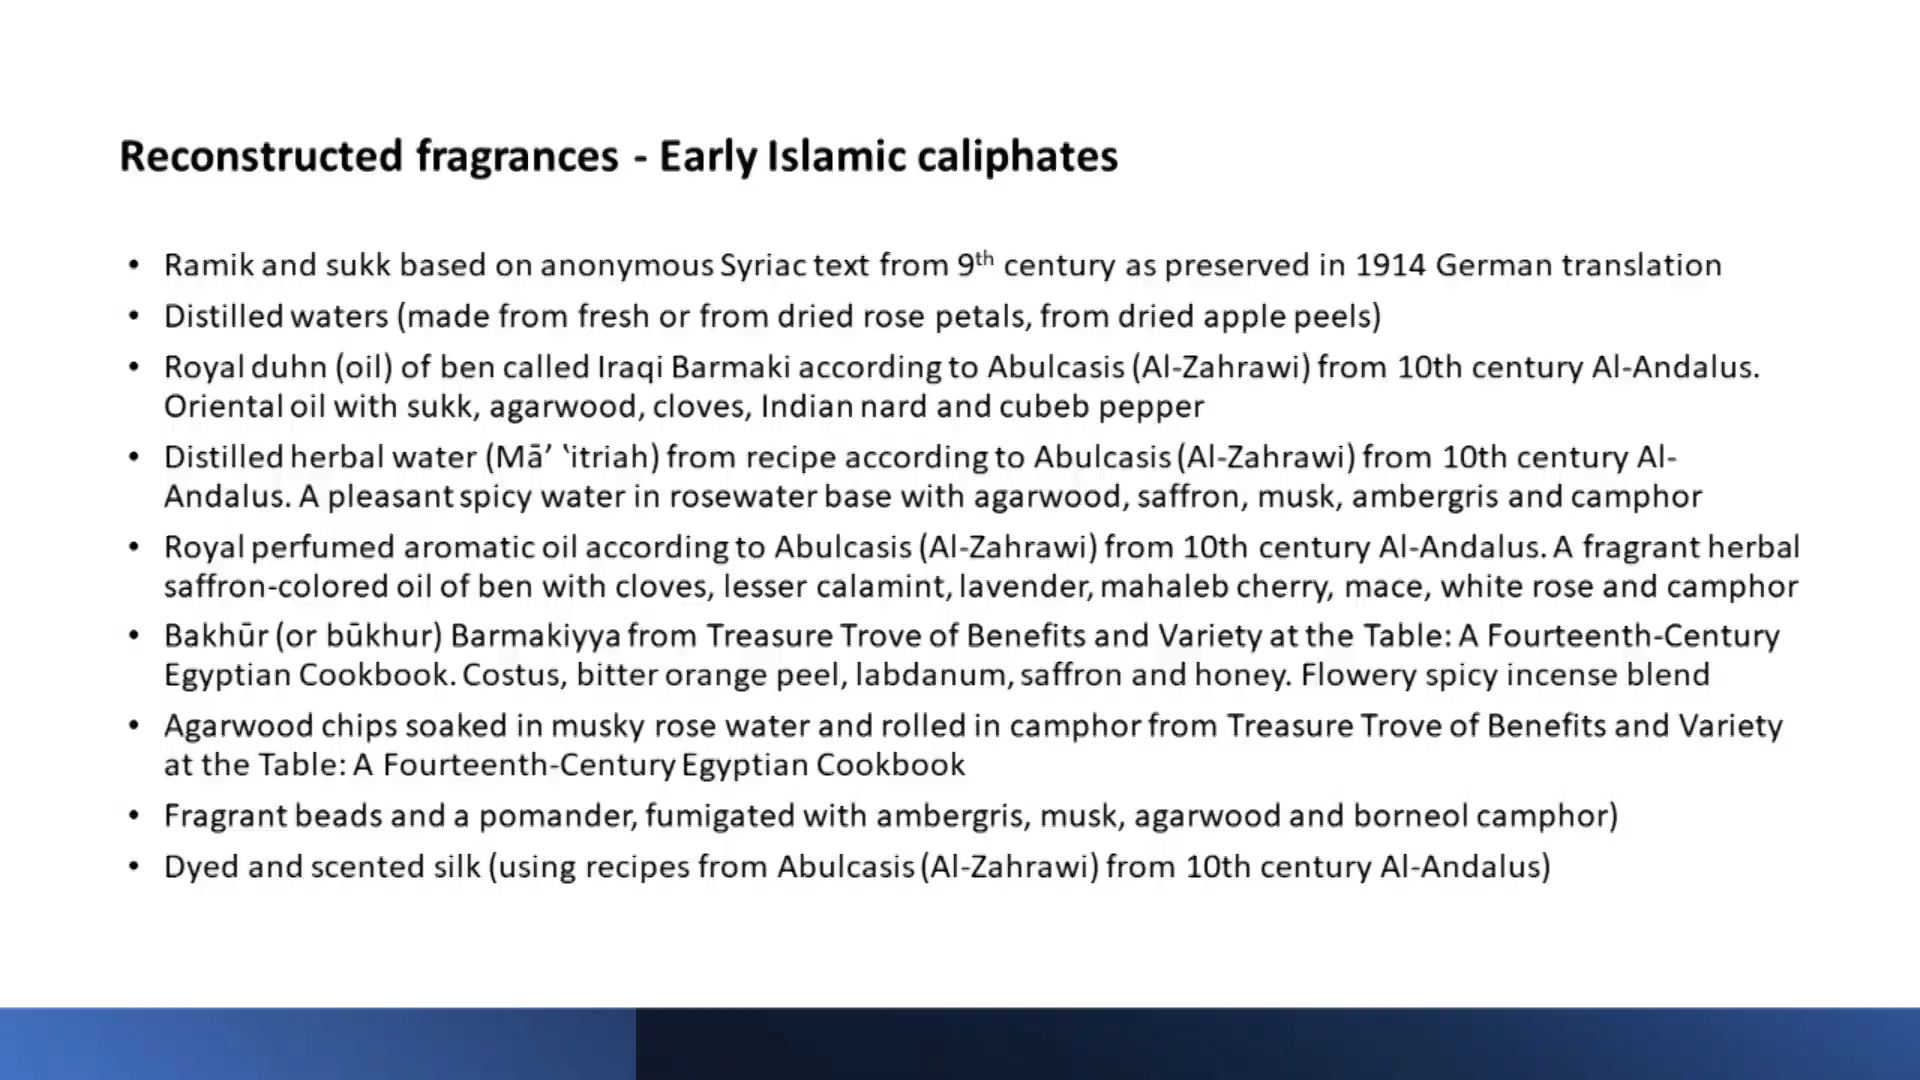 Reconstructed fragrances - Early Islamic caliphates
• Ramik and sukk based on anonymous Syriac text from 9th century as preserved in 1914 German translation
• Distilled waters (made from fresh or from dried rose petals, from dried apple peels)
• Royal duhn (oil) of ben called Iraqi Barmaki according to Abulcasis (Al-Zahrawi) from 10th century Al-Andalus.
Oriental oil with sukk, agarwood, cloves, Indian nard and cubeb pepper
• Distilled herbal water (Mā’ ‛itriah) from recipe according to Abulcasis (Al-Zahrawi) from 10th century Al-
Andalus. A pleasant spicy water in rosewater base with agarwood, saffron, musk, ambergris and camphor
• Royal perfumed aromatic oil according to Abulcasis (Al-Zahrawi) from 10th century Al-Andalus. A fragrant herbal
saffron-colored oil of ben with cloves, lesser calamint, lavender, mahaleb cherry, mace, white rose and camphor
• Bakhūr (or būkhur) Barmakiyya from Treasure Trove of Benefits and Variety at the Table: A Fourteenth-Century
Egyptian Cookbook. Costus, bitter orange peel, labdanum, saffron and honey. Flowery spicy incense blend
• Agarwood chips soaked in musky rose water and rolled in camphor from Treasure Trove of Benefits and Variety
at the Table: A Fourteenth-Century Egyptian Cookbook
• Fragrant beads and a pomander, fumigated with ambergris, musk, agarwood and borneol camphor)
• Dyed and scented silk (using recipes from Abulcasis (Al-Zahrawi) from 10th century Al-Andalus)